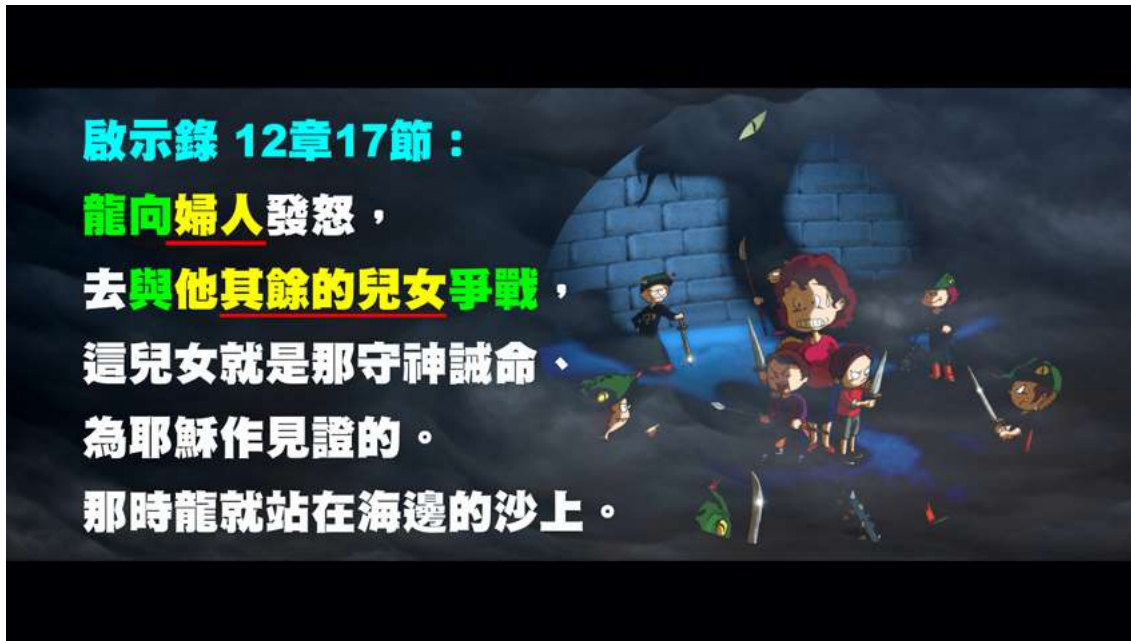 啟示錄 12章17節：
龍向婦人發怒，
去與他其餘的兒女爭戰，
這兒女就是那守神誡命、
為耶穌作見證的。
那時龍就站在海邊的沙上。